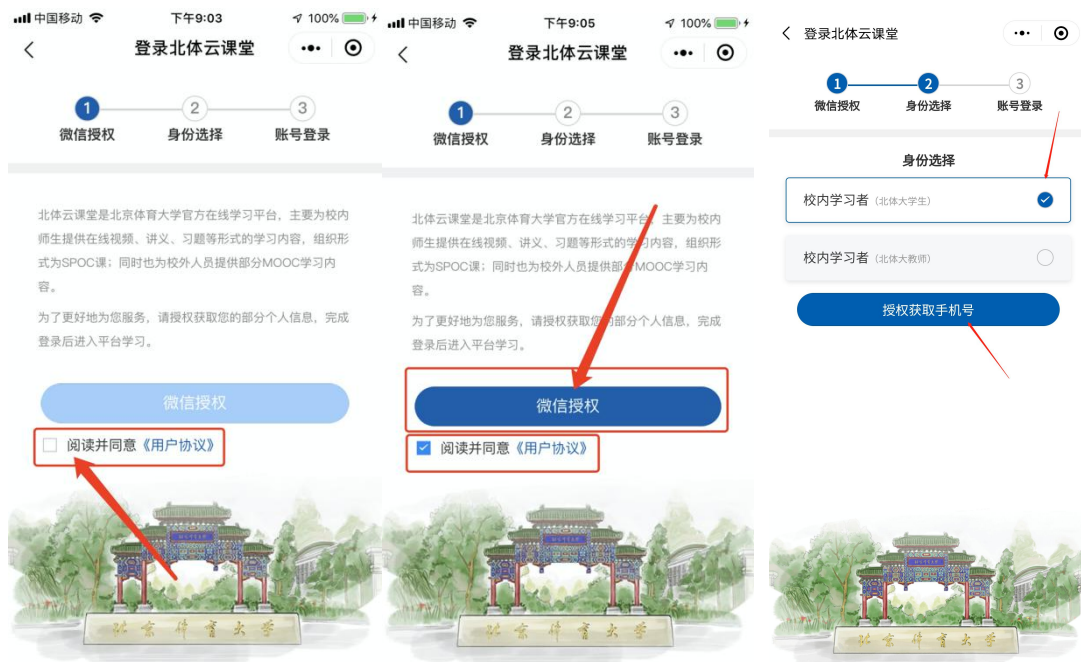 中国移动
下午9:03
100%
登录北体云课堂
1
2
3
微信授权
身份选择
账号登录
北体云课堂是北京体育大学官方在线学习平台，主要为校内
师生提供在线视频、讲义、习题等形式的学习内容，组织形
式为SPOC课；同时也为校外人员提供部分MOOC学习内
容。
为了更好地为您服务，请授权获取您的部分个人信息，完成
登录后进入平台学习。
微信授权
阅读并同意《用户协议》
北京体育大学
中国移动
下午9:05
100%
登录北体云课堂
1
2
3
微信授权
身份选择
账号登录
北体云课堂是北京体育大学官方在线学习平台，主要为校内
师生提供在线视频、讲义、习题等形式的学习内容，组织形
式为SPOC课；同时也为校外人员提供部分MOOC学习内
容。
为了更好地为您服务，请授权获取您的部分个人信息，完成
登录后进入平台学习。
微信授权
阅读并同意《用户协议》
北京体育大学
登录北体云课堂
1
2
3
微信授权
身份选择
账号登录
身份选择
校内学习者（北体大学生）
校内学习者（北体大教师）
授权获取手机号
北京体育大学